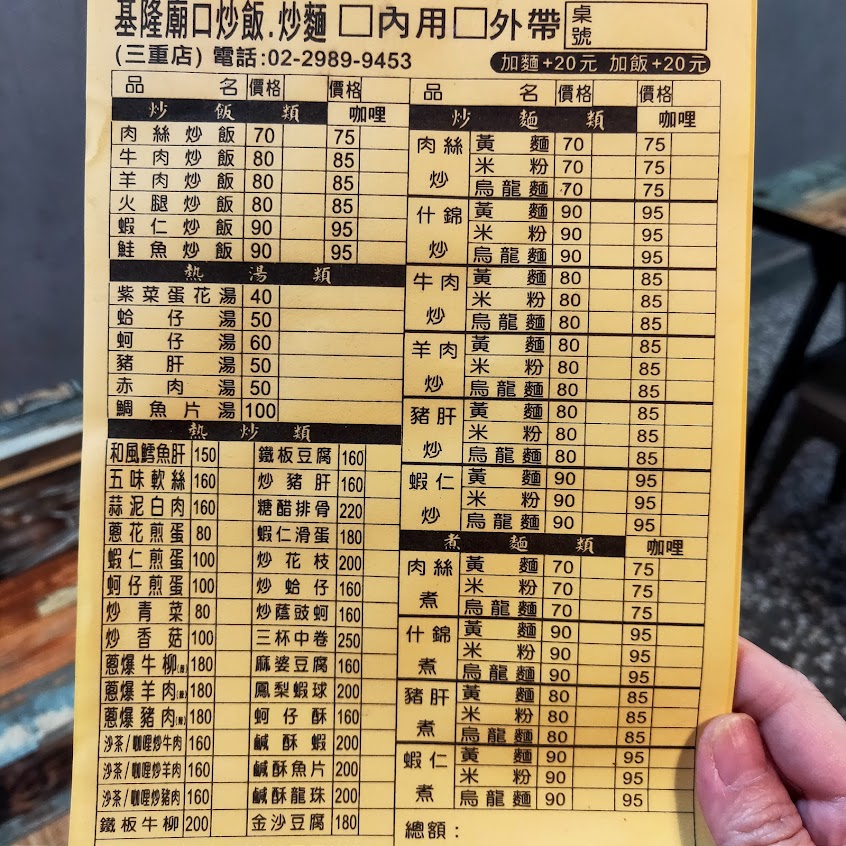 基隆廟口炒飯.炒麵 □內用□外帶 桌號
(三重店) 電話:02-2989-9453 加麵+20元 加飯+20元
品名 價格 價格
炒飯類 咖哩
肉絲炒飯 70 75
牛肉炒飯 80 85
羊肉炒飯 80 85
火腿炒飯 80 85
蝦仁炒飯 90 95
鮭魚炒飯 90 95
熱湯類
紫菜蛋花湯 40
蛤仔湯 50
蚵仔湯 60
豬肝湯 50
赤肉湯 50
鯛魚片湯 100
熱炒類
和風鱈魚肝 150 鐵板豆腐 160
五味軟絲 160 炒豬肝 160
蒜泥白肉 160 糖醋排骨 220
蔥花煎蛋 80 蝦仁滑蛋 180
蝦仁煎蛋 100 炒花枝 200
蚵仔煎蛋 100 炒蛤仔 160
炒青菜 80 炒蔭豉蚵 160
炒香菇 100 三杯中卷 250
蔥爆牛柳 180 麻婆豆腐 160
蔥爆羊肉 180 鳳梨蝦球 200
蔥爆豬肉 180 蚵仔酥 160
沙茶/咖哩炒牛肉 160 鹹酥蝦 200
沙茶/咖哩炒羊肉 160 鹹酥魚片 200
沙茶/咖哩炒豬肉 160 鹹酥龍珠 200
鐵板牛柳 200 金沙豆腐 180
品名 價格 價格
炒麵類 咖哩
肉絲炒 黃麵 70 75
米粉 70 75
烏龍麵 70 75
什錦炒 黃麵 90 95
米粉 90 95
烏龍麵 90 95
牛肉炒 黃麵 80 85
米粉 80 85
烏龍麵 80 85
羊肉炒 黃麵 80 85
米粉 80 85
烏龍麵 80 85
豬肝炒 黃麵 80 85
米粉 80 85
烏龍麵 80 85
蝦仁炒 黃麵 90 95
米粉 90 95
烏龍麵 90 95
煮麵類 咖哩
肉絲煮 黃麵 70 75
米粉 70 75
烏龍麵 70 75
什錦煮 黃麵 90 95
米粉 90 95
烏龍麵 90 95
豬肝煮 黃麵 80 85
米粉 80 85
烏龍麵 80 85
蝦仁煮 黃麵 90 95
米粉 90 95
烏龍麵 90 95
總額: